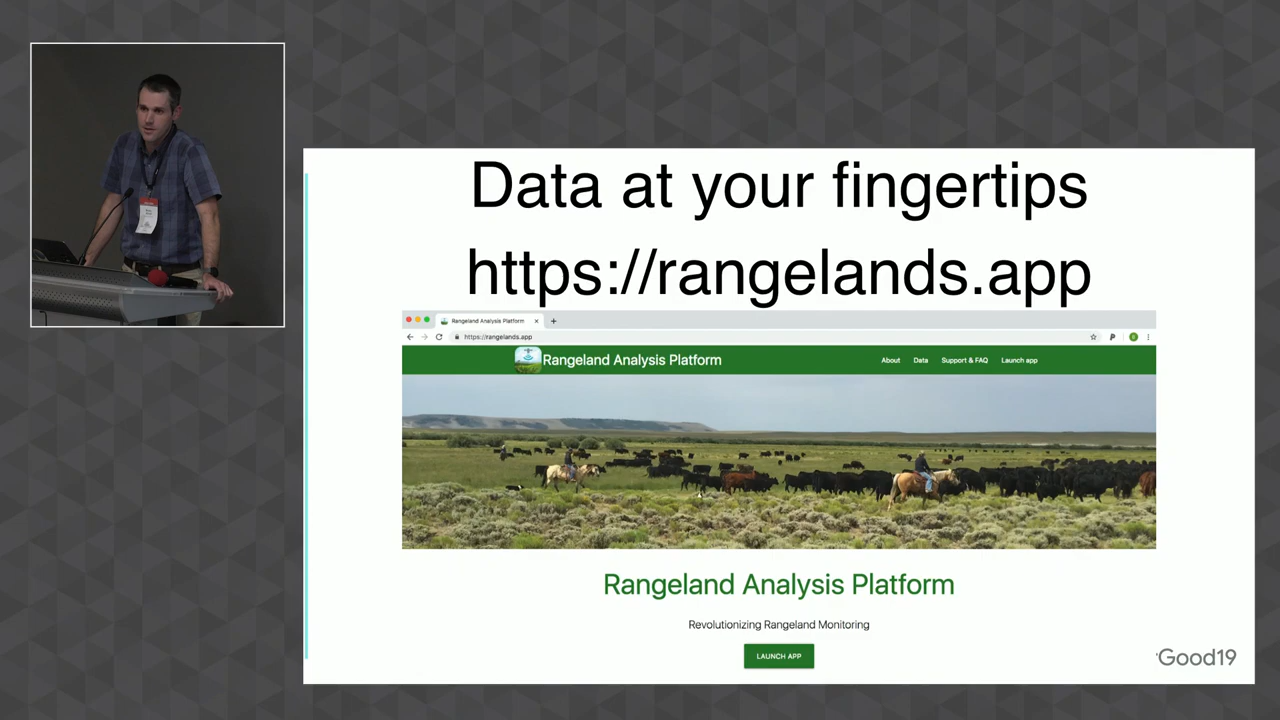 Data at your fingertips
https://rangelands.app
Rangeland Analysis Platform
https://rangelands.app
Rangeland Analysis Platform
About Data Support & FAQ Launch app
Rangeland Analysis Platform
Revolutionizing Rangeland Monitoring
LAUNCH APP
Good19